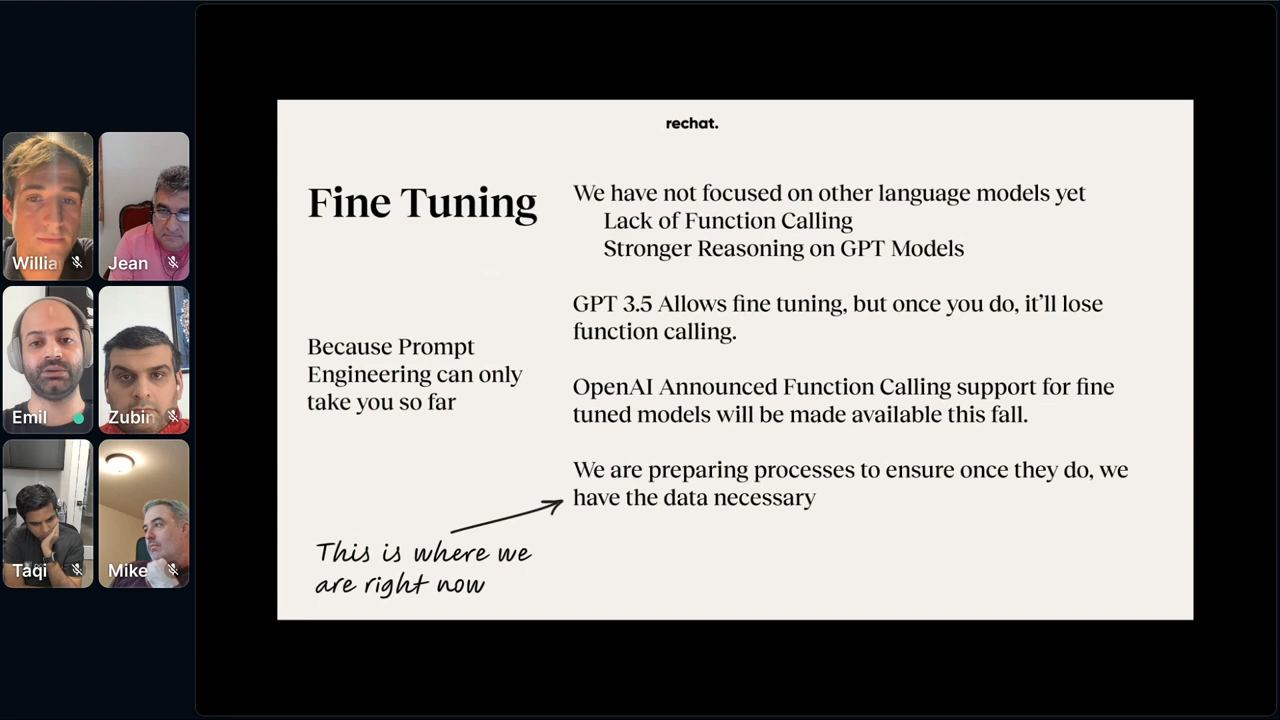 Willia
Jean
Emil
Zubin
Taqi
Mike
rechat.
Fine Tuning
Because Prompt
Engineering can only
take you so far
This is where we
are right now
We have not focused on other language models yet
Lack of Function Calling
Stronger Reasoning on GPT Models
GPT 3.5 Allows fine tuning, but once you do, it’ll lose
function calling.
OpenAI Announced Function Calling support for fine
tuned models will be made available this fall.
We are preparing processes to ensure once they do, we
have the data necessary